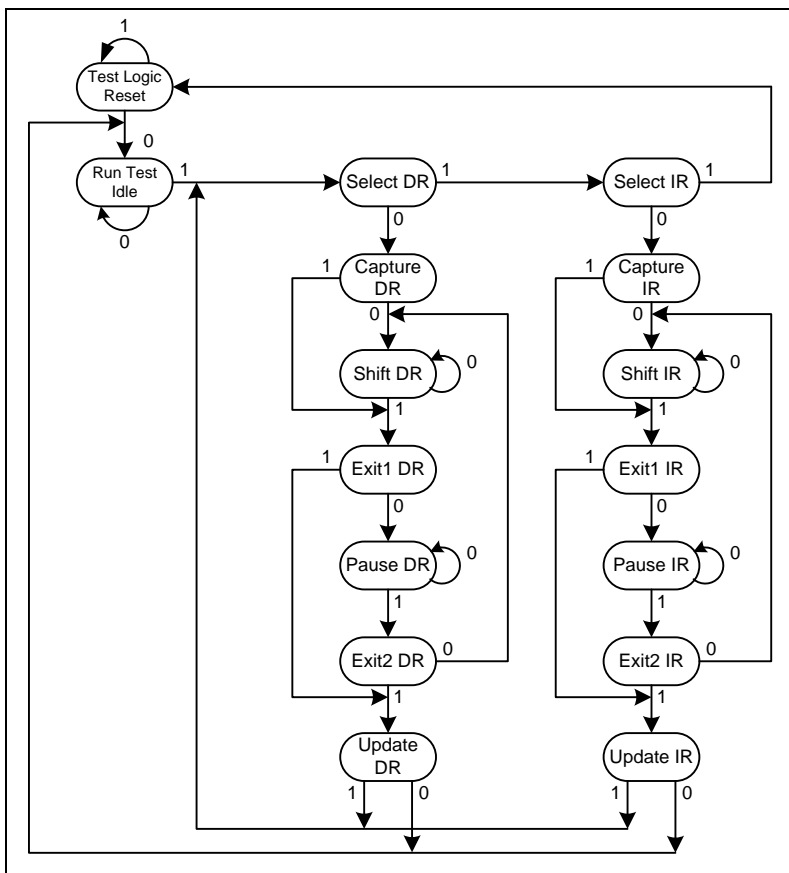 1
Test Logic
Reset
0
Run Test
Idle
1
0
Select DR
1
Select IR
1
0
0
Capture
DR
1
0
Capture
IR
1
0
Shift DR
0
1
Shift IR
0
1
1
Exit1 DR
0
1
Exit1 IR
0
Pause DR
0
1
Pause IR
0
1
Exit2 DR
0
1
Exit2 IR
0
1
Update
DR
1
0
Update IR
1
0